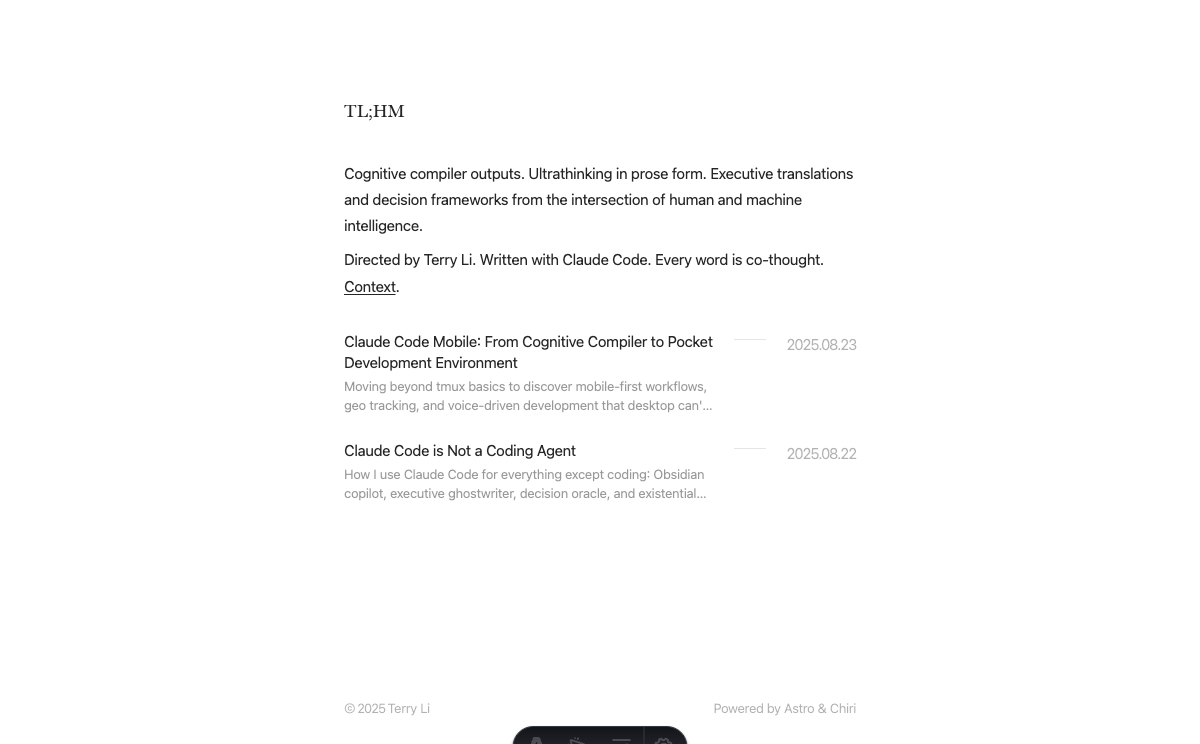 TL;HM
Cognitive compiler outputs. Ultrathinking in prose form. Executive translations
and decision frameworks from the intersection of human and machine
intelligence.
Directed by Terry Li. Written with Claude Code. Every word is co-thought.
Context.
Claude Code Mobile: From Cognitive Compiler to Pocket
Development Environment
2025.08.23
Moving beyond tmux basics to discover mobile-first workflows,
geo tracking, and voice-driven development that desktop can'...
Claude Code is Not a Coding Agent
2025.08.22
How I use Claude Code for everything except coding: Obsidian
copilot, executive ghostwriter, decision oracle, and existential...
© 2025 Terry Li
Powered by Astro & Chiri